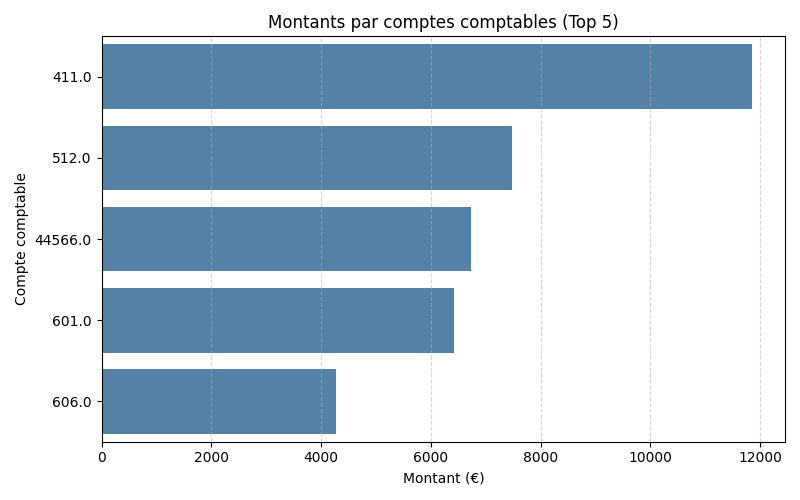 Montants par comptes comptables (Top 5)
Compte comptable
411.0
512.0
44566.0
601.0
606.0
0 2000 4000 6000 8000 10000 12000
Montant (€)